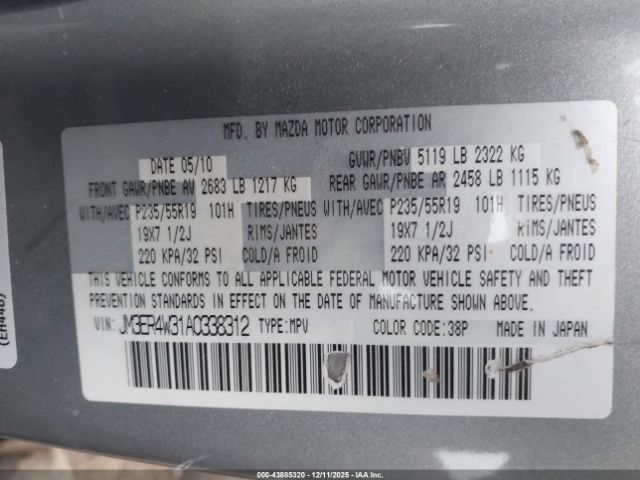 MFD. BY MAZDA MOTOR CORPORATION
DATE 05/10 GVWR/PNBV 5119 LB 2322 KG
FRONT GAWR/PNBE AV 2683 LB 1217 KG REAR GAWR/PNBE AR 2458 LB 1115 KG
WITH/AVEC P235/55R19 101H TIRES/PNEUS WITH/AVEC P235/55R19 101H TIRES/PNEUS
19X7 1/2J RIMS/JANTES 19X7 1/2J RIMS/JANTES
220 KPA/32 PSI COLD/A FROID 220 KPA/32 PSI COLD/A FROID
THIS VEHICLE CONFORMS TO ALL APPLICABLE FEDERAL MOTOR VEHICLE SAFETY AND THEFT
PREVENTION STANDARDS IN EFFECT ON THE DATE OF MANUFACTURE SHOWN ABOVE.
VIN: JM3ER4W31A0338312 TYPE:MPV COLOR CODE:38P MADE IN JAPAN
(EH44B)
000-43885320 - 12/11/2025 - IAAI.COM